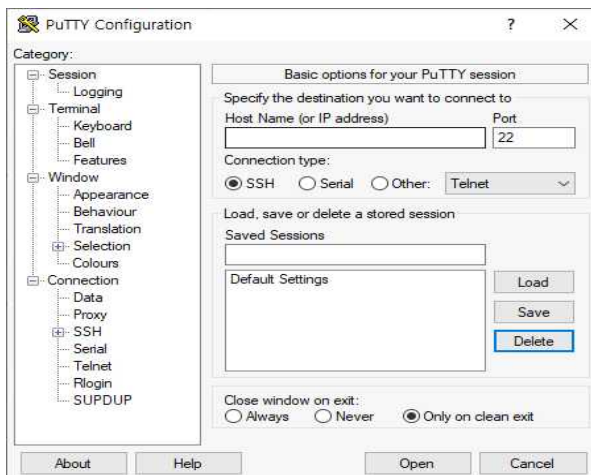 PuTTY Configuration
?
Category:
Session
Logging
Terminal
Keyboard
Bell
Features
Window
Appearance
Behaviour
Translation
Selection
Colours
Connection
Data
Proxy
SSH
Serial
Telnet
Rlogin
SUPDUP
Basic options for your PuTTY session
Specify the destination you want to connect to
Host Name (or IP address) Port
22
Connection type:
SSH Serial Other: Telnet
Load, save or delete a stored session
Saved Sessions
Default Settings
Load
Save
Delete
Close window on exit:
Always Never Only on clean exit
About Help Open Cancel